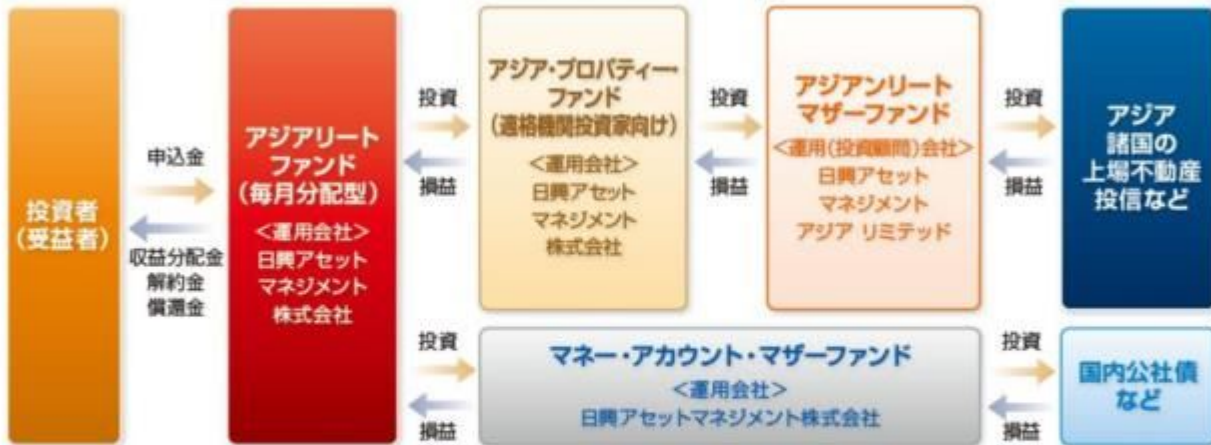 投資者
(受益者)
申込金
収益分配金
解約金
償還金
アジアリート
ファンド
(毎月分配型)
<運用会社>
日興アセット
マネジメント
株式会社
投資
損益
アジア・プロパティー・
ファンド
(適格機関投資家向け)
<運用会社>
日興アセット
マネジメント
株式会社
投資
損益
アジアンリート
マザーファンド
<運用(投資顧問)会社>
日興アセット
マネジメント
アジア リミテッド
投資
損益
アジア
諸国の
上場不動産
投信など
投資
損益
マネー・アカウント・マザーファンド
<運用会社>
日興アセットマネジメント株式会社
投資
損益
国内公社債
など